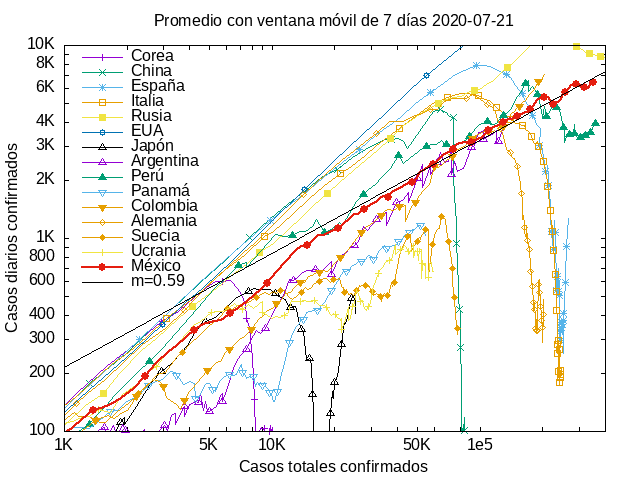 Promedio con ventana móvil de 7 días 2020-07-21
10K
8K
6K
4K
3K
2K
1K
800
600
400
300
200
100
Casos diarios confirmados
Corea
China
España
Italia
Rusia
EUA
Japón
Argentina
Perú
Panamá
Colombia
Alemania
Suecia
Ucrania
México
m=0.59
1K 5K 10K 50K 1e5
Casos totales confirmados